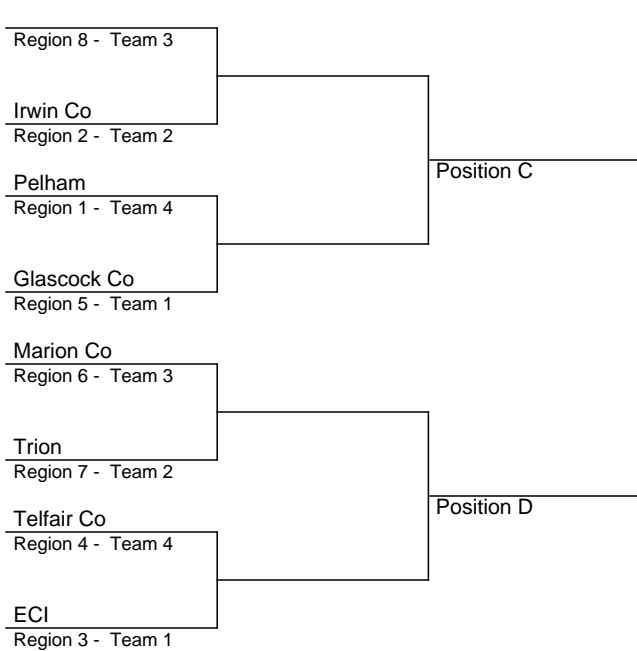 Region 8 - Team 3
Irwin Co
Region 2 - Team 2
Position C
Pelham
Region 1 - Team 4
Glascock Co
Region 5 - Team 1
Marion Co
Region 6 - Team 3
Trion
Region 7 - Team 2
Position D
Telfair Co
Region 4 - Team 4
ECI
Region 3 - Team 1